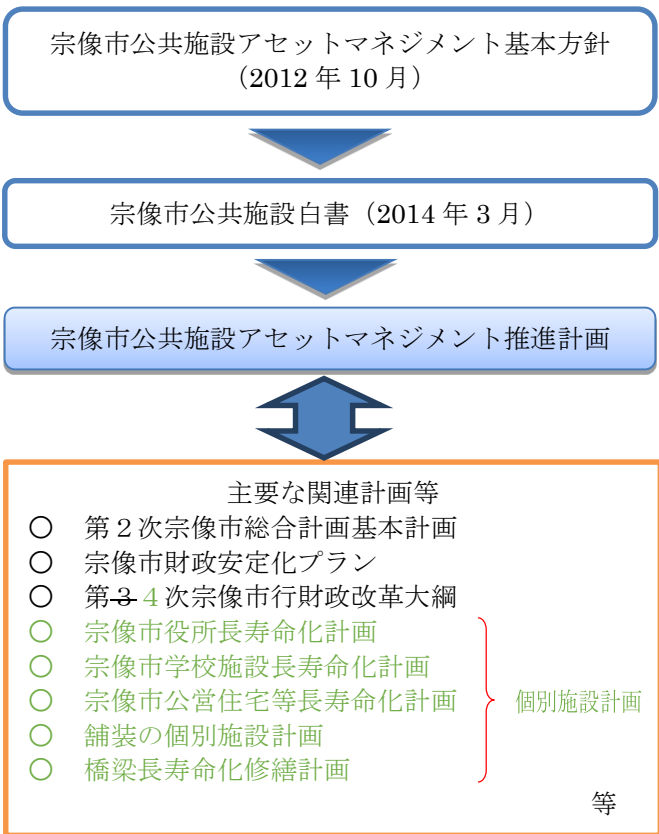 宗像市公共施設アセットマネジメント基本方針
（2012 年 10 月）
宗像市公共施設白書（2014 年 3 月）
宗像市公共施設アセットマネジメント推進計画
主要な関連計画等
○ 第２次宗像市総合計画基本計画
○ 宗像市財政安定化プラン
○ 第３４次宗像市行財政改革大綱
○ 宗像市役所長寿命化計画
○ 宗像市学校施設長寿命化計画
○ 宗像市公営住宅等長寿命化計画
○ 舗装の個別施設計画
○ 橋梁長寿命化修繕計画
個別施設計画
等